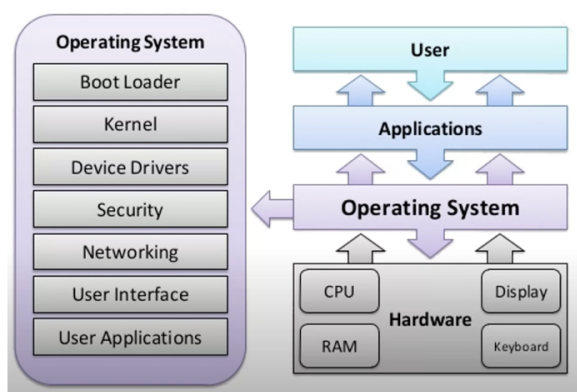 Operating System
Boot Loader
Kernel
Device Drivers
Security
Networking
User Interface
User Applications
User
Applications
Operating System
CPU
Display
Hardware
RAM
Keyboard